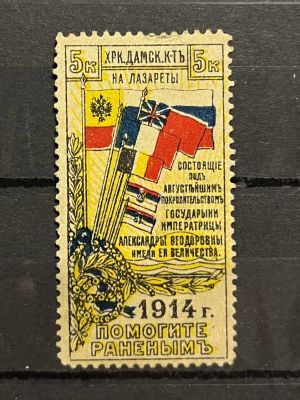 5к ХРК. ДАМСК. К-ТЪ 5к
НА ЛАЗАРЕТЫ
СОСТОЯЩІЕ
ПОДЪ
АВГУСТѢЙШИМЪ
ПОКРОВИТЕЛЬСТВОМЪ
ГОСУДАРЫНИ
ИМПЕРАТРИЦЫ
АЛЕКСАНДРЫ ѲЕОДОРОВНЫ
ИМЕНИ ЕЯ ВЕЛИЧЕСТВА.
1914 г.
ПОМОГИТЕ
РАНЕНЫМЪ